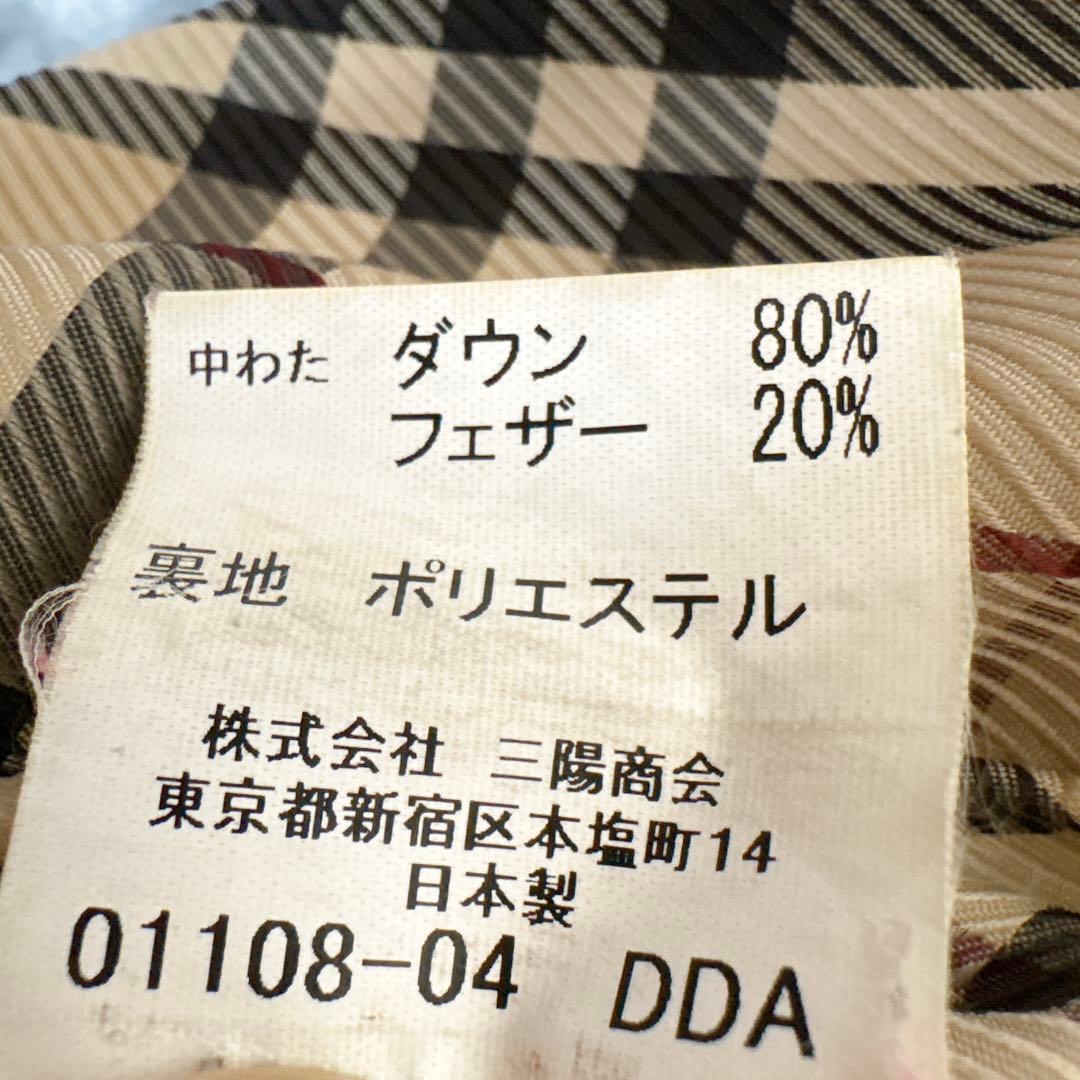 中わた ダウン 80%
フェザー 20%
裏地 ポリエステル
株式会社 三陽商会
東京都新宿区本塩町14
日本製
01108-04 DDA